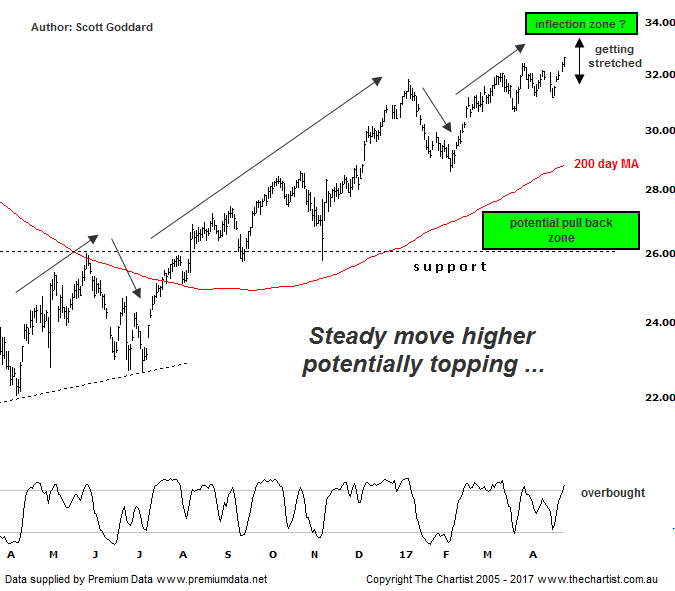 Author: Scott Goddard
inflection zone ?
34.00
getting
stretched
32.00
30.00
200 day MA
28.00
potential pull back
zone
26.00
support
24.00
Steady move higher
potentially topping ...
22.00
overbought
A M J J A S O N D 17 F M A
Data supplied by Premium Data www.premiumdata.net
Copyright The Chartist 2005 - 2017 www.thechartist.com.au